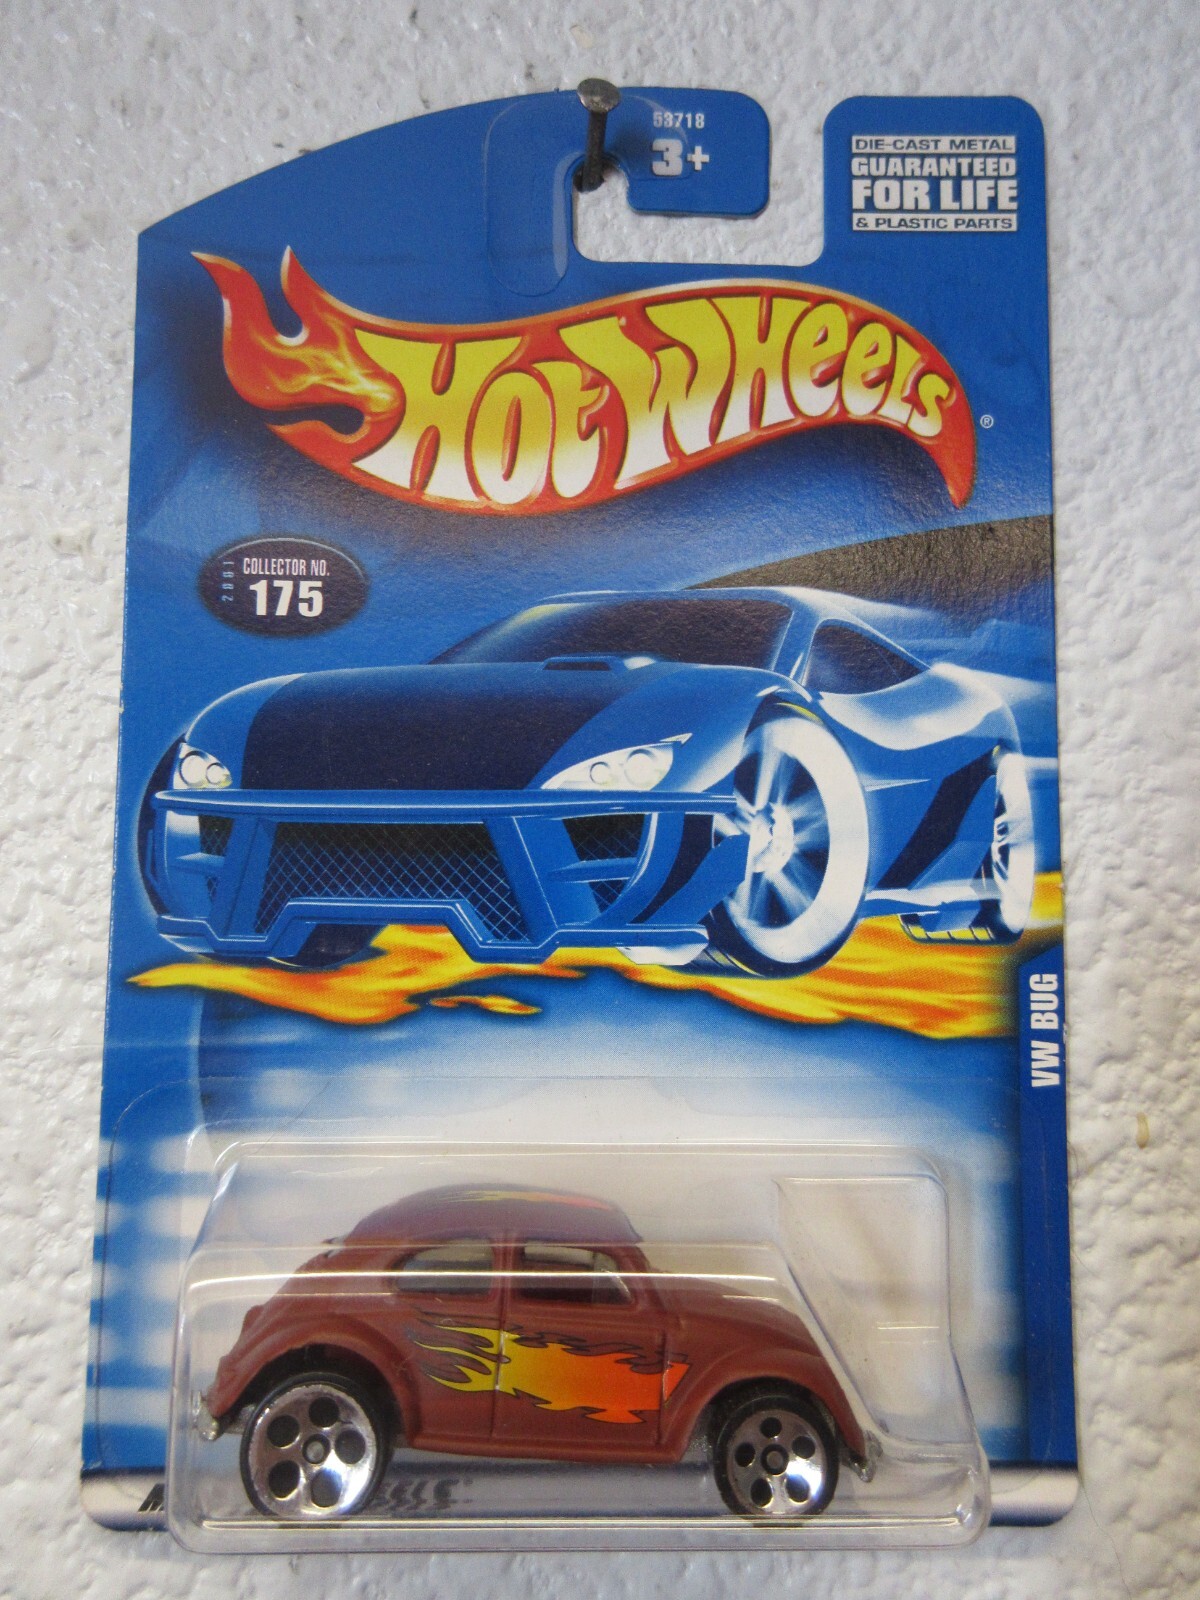 53718
3+
DIE-CAST METAL
GUARANTEED
FOR LIFE
& PLASTIC PARTS
HOT WHEELS®
2001
COLLECTOR NO.
175
VW BUG